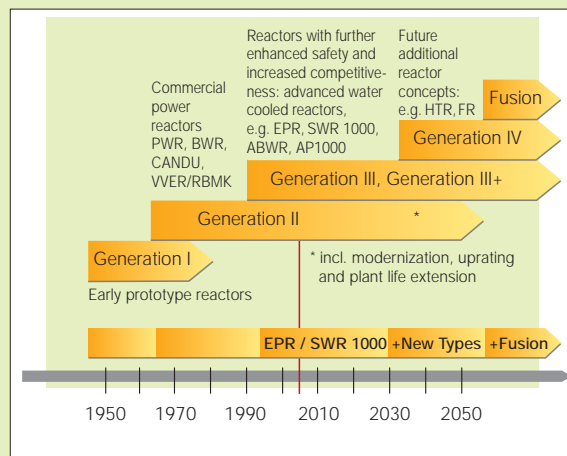 Reactors with further
enhanced safety and
increased competitive-
ness: advanced water
cooled reactors,
e.g. EPR, SWR 1000,
ABWR, AP1000
Future
additional
reactor
concepts:
e.g. HTR, FR
Commercial
power
reactors
PWR, BWR,
CANDU,
VVER/RBMK
Fusion
Generation IV
Generation III, Generation III+
Generation II *
Generation I
* incl. modernization, uprating
and plant life extension
Early prototype reactors
EPR / SWR 1000 +New Types +Fusion
1950 1970 1990 2010 2030 2050